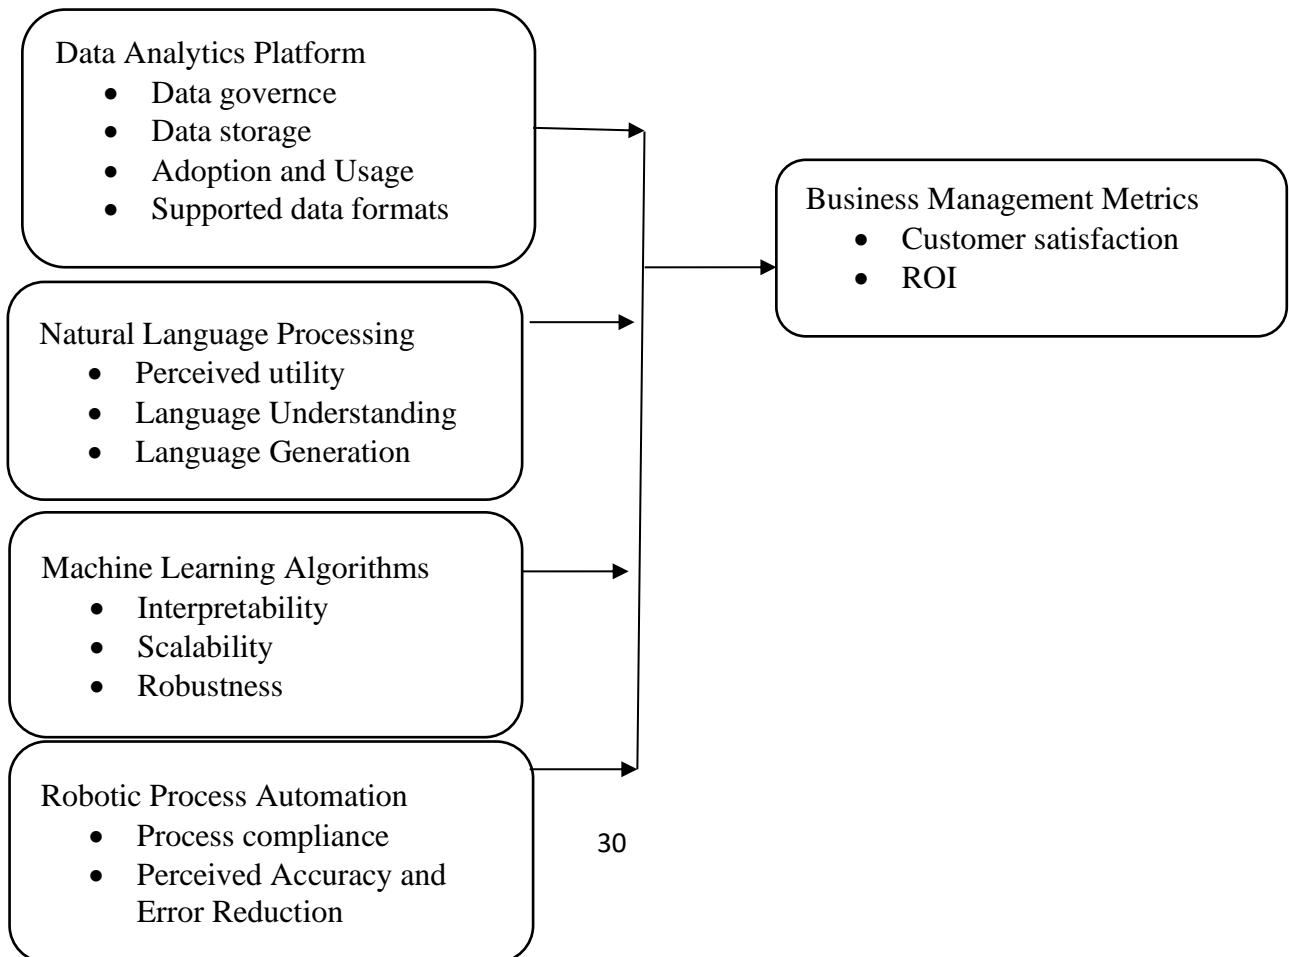 Data Analytics Platform
• Data governce
• Data storage
• Adoption and Usage
• Supported data formats
Business Management Metrics
• Customer satisfaction
• ROI
Natural Language Processing
• Perceived utility
• Language Understanding
• Language Generation
Machine Learning Algorithms
• Interpretability
• Scalability
• Robustness
Robotic Process Automation
• Process compliance
• Perceived Accuracy and
Error Reduction
30